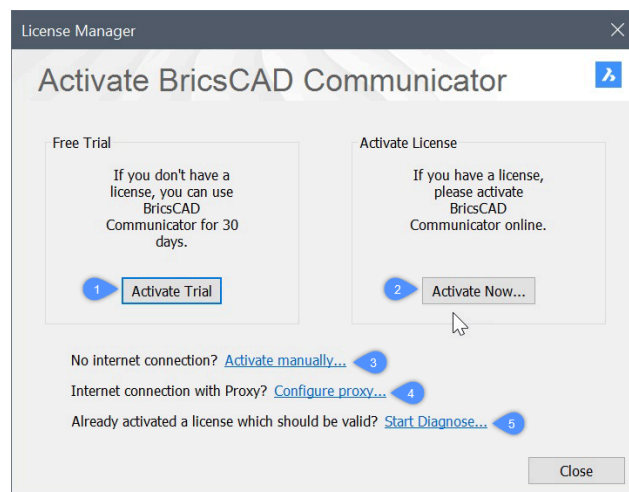 License Manager
Activate BricsCAD Communicator
Free Trial
If you don't have a
license, you can use
BricsCAD
Communicator for 30
days.
1 Activate Trial
Activate License
If you have a license,
please activate
BricsCAD
Communicator online.
2 Activate Now...
No internet connection? Activate manually... 3
Internet connection with Proxy? Configure proxy... 4
Already activated a license which should be valid? Start Diagnose... 5
Close